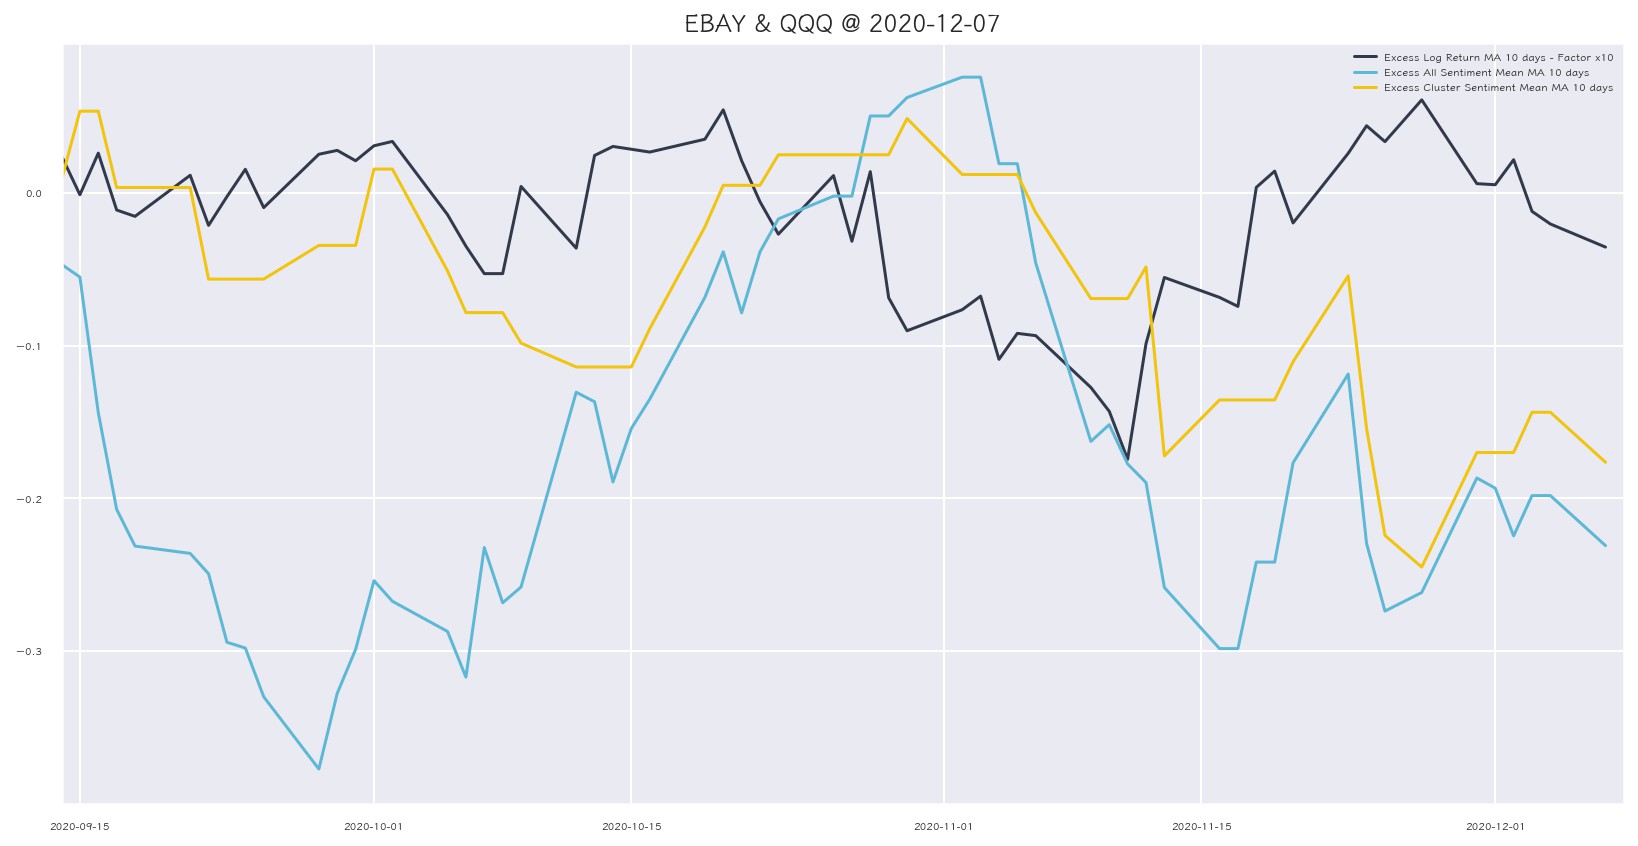 EBAY & QQQ @ 2020-12-07
Excess Log Return MA 10 days - Factor x10
Excess All Sentiment Mean MA 10 days
Excess Cluster Sentiment Mean MA 10 days
0.0
−0.1
−0.2
−0.3
2020-09-15 2020-10-01 2020-10-15 2020-11-01 2020-11-15 2020-12-01